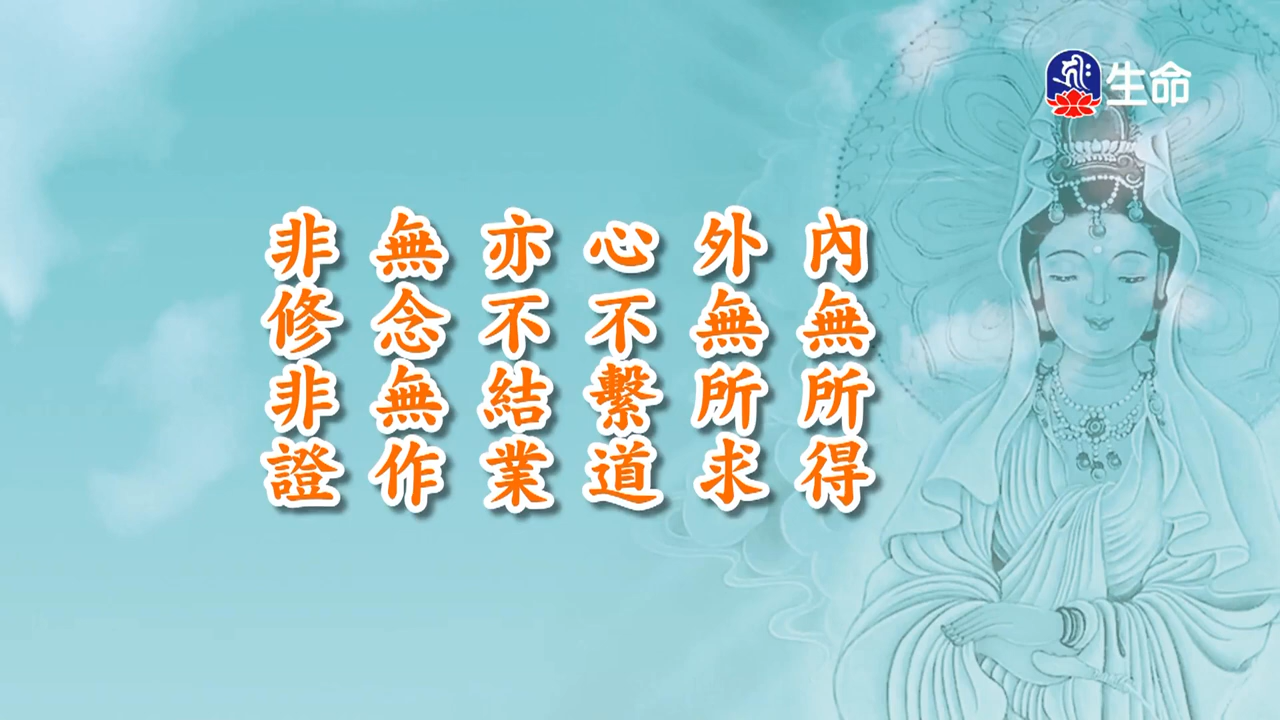 內無所得
外無所求
心不繫道
亦不結業
無念無作
非修非證
生命